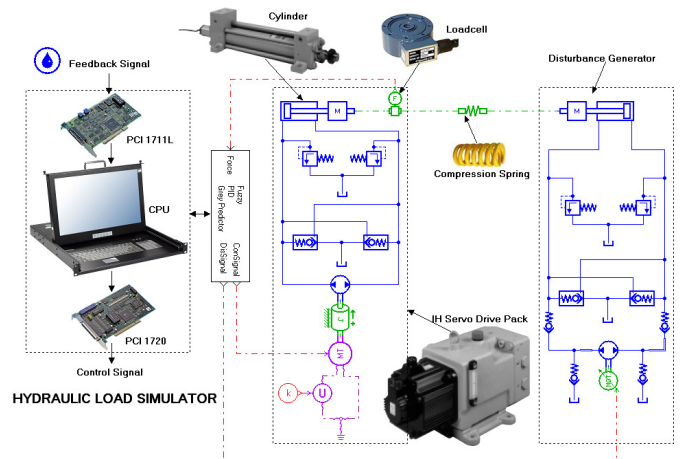 Cylinder
Loadcell
Feedback Signal
Disturbance Generator
F
M
M
PCI 1711L
Compression Spring
Force
Fuzzy
PID
Grey Predictor
CPU
DisSignal
ConSignal
IH Servo Drive Pack
PCI 1720
MT
Control Signal
k
U
HYDRAULIC LOAD SIMULATOR